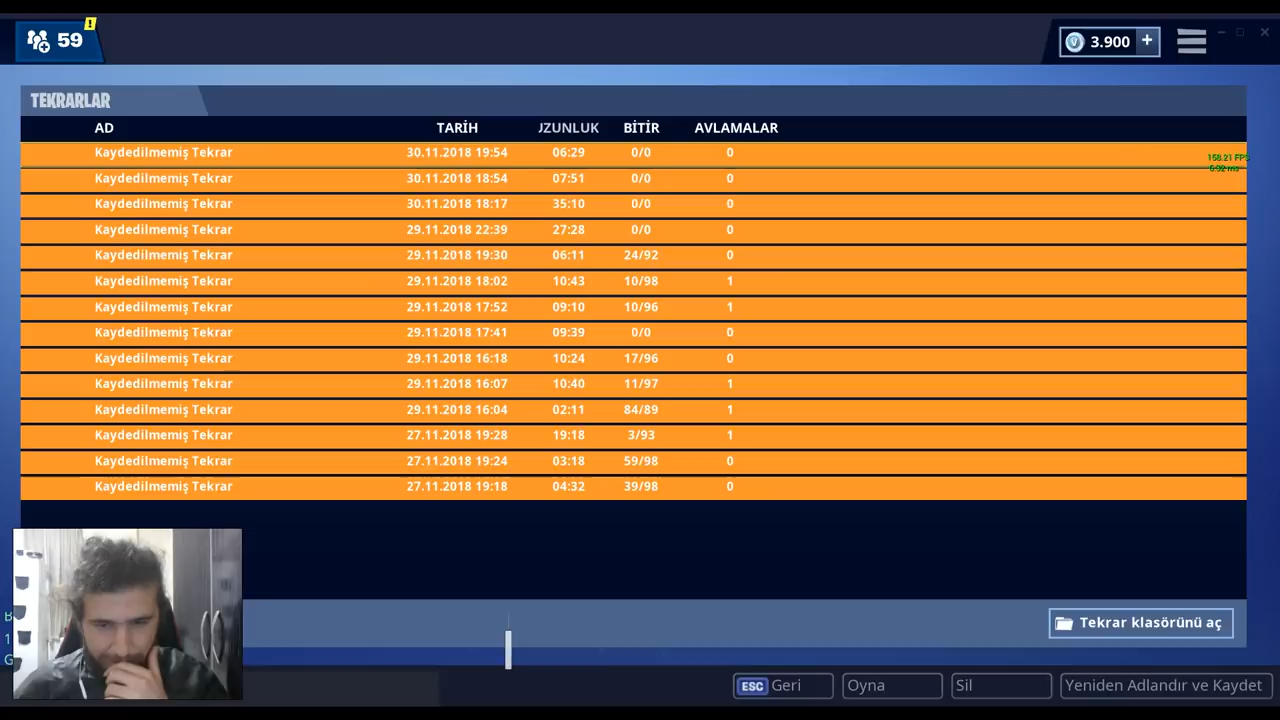 59 !
3.900 +
TEKRARLAR
AD TARİH UZUNLUK BİTİR AVLAMALAR
Kaydedilmemiş Tekrar 30.11.2018 19:54 06:29 0/0 0
158.21 FPS
Kaydedilmemiş Tekrar 30.11.2018 18:54 07:51 0/0 0
Kaydedilmemiş Tekrar 30.11.2018 18:17 35:10 0/0 0
Kaydedilmemiş Tekrar 29.11.2018 22:39 27:28 0/0 0
Kaydedilmemiş Tekrar 29.11.2018 19:30 06:11 24/92 0
Kaydedilmemiş Tekrar 29.11.2018 18:02 10:43 10/98 1
Kaydedilmemiş Tekrar 29.11.2018 17:52 09:10 10/96 1
Kaydedilmemiş Tekrar 29.11.2018 17:41 09:39 0/0 0
Kaydedilmemiş Tekrar 29.11.2018 16:18 10:24 17/96 0
Kaydedilmemiş Tekrar 29.11.2018 16:07 10:40 11/97 1
Kaydedilmemiş Tekrar 29.11.2018 16:04 02:11 84/89 1
Kaydedilmemiş Tekrar 27.11.2018 19:28 19:18 3/93 1
Kaydedilmemiş Tekrar 27.11.2018 19:24 03:18 59/98 0
Kaydedilmemiş Tekrar 27.11.2018 19:18 04:32 39/98 0
Tekrar klasörünü aç
ESC Geri Oyna Sil Yeniden Adlandır ve Kaydet